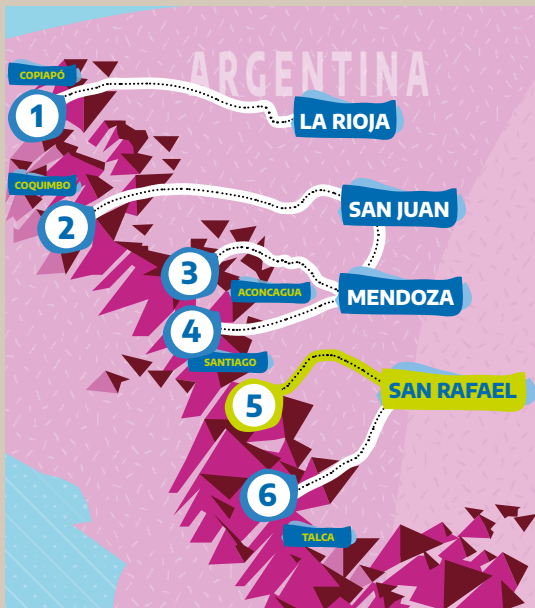 ARGENTINA
COPIAPÓ
1
LA RIOJA
COQUIMBO
2
SAN JUAN
3
ACONCAGUA
MENDOZA
4
SANTIAGO
5
SAN RAFAEL
6
TALCA